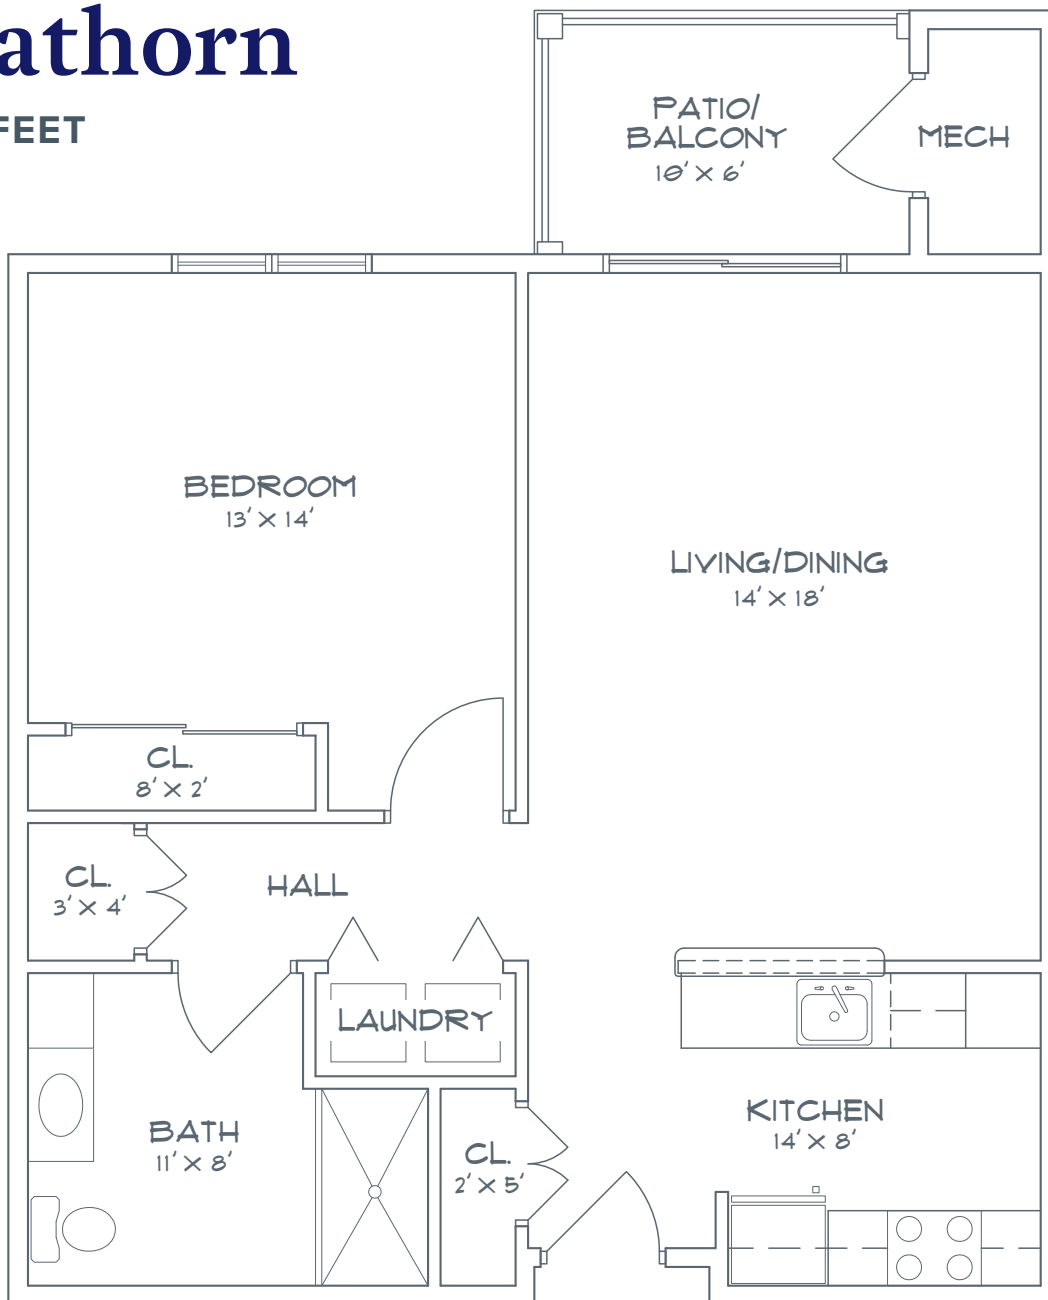 athorn
FEET
PATIO/
BALCONY
10' X 6'
MECH
BEDROOM
13' X 14'
LIVING/DINING
14' X 18'
CL.
8' X 2'
CL.
3' X 4'
HALL
LAUNDRY
KITCHEN
14' X 8'
BATH
11' X 8'
CL.
2' X 5'